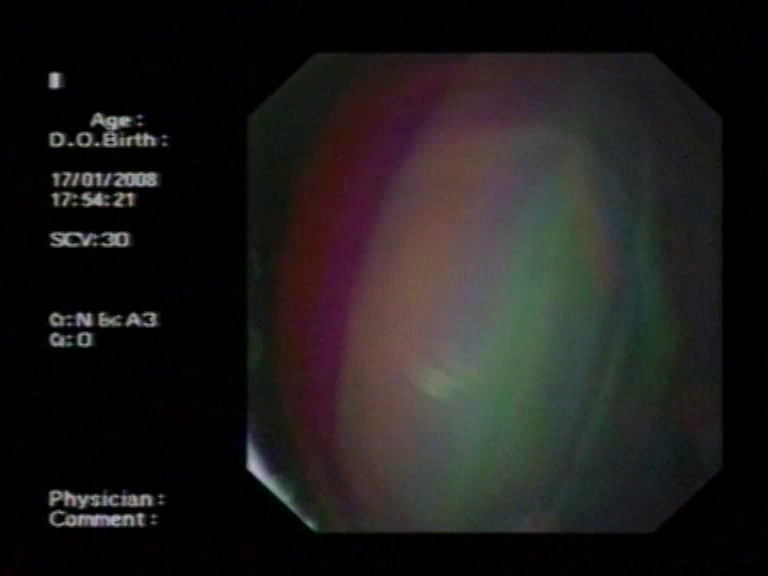 Age:
D.O.Birth:
17/01/2008
17:54:21
SCV:30
Physician:
Comment: